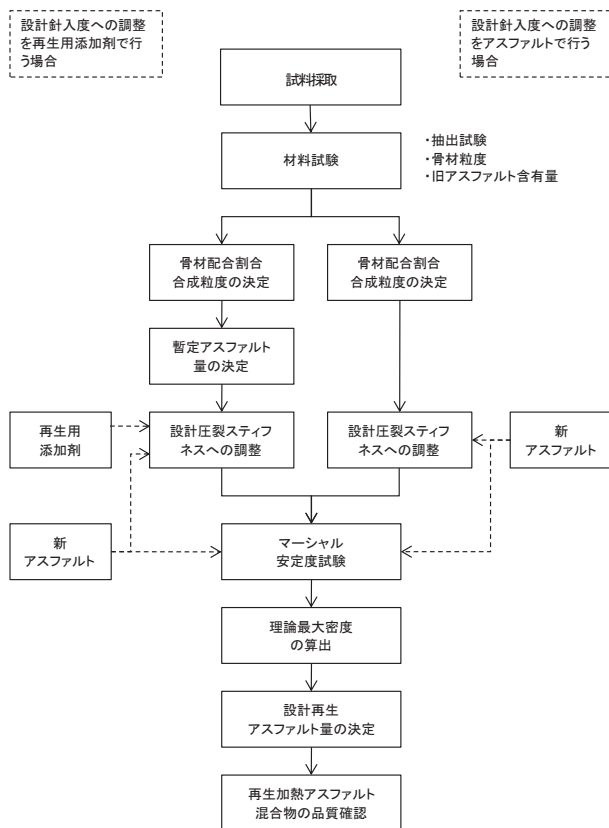 設計針入度への調整
を再生用添加剤で行
う場合
設計針入度への調整
をアスファルトで行う
場合
試料採取
材料試験
・抽出試験
・骨材粒度
・旧アスファルト含有量
骨材配合割合
合成粒度の決定
骨材配合割合
合成粒度の決定
暫定アスファルト
量の決定
再生用
添加剤
設計圧裂スティフ
ネスへの調整
設計圧裂スティフ
ネスへの調整
新
アスファルト
新
アスファルト
マーシャル
安定度試験
理論最大密度
の算出
設計再生
アスファルト量の決定
再生加熱アスファルト
混合物の品質確認